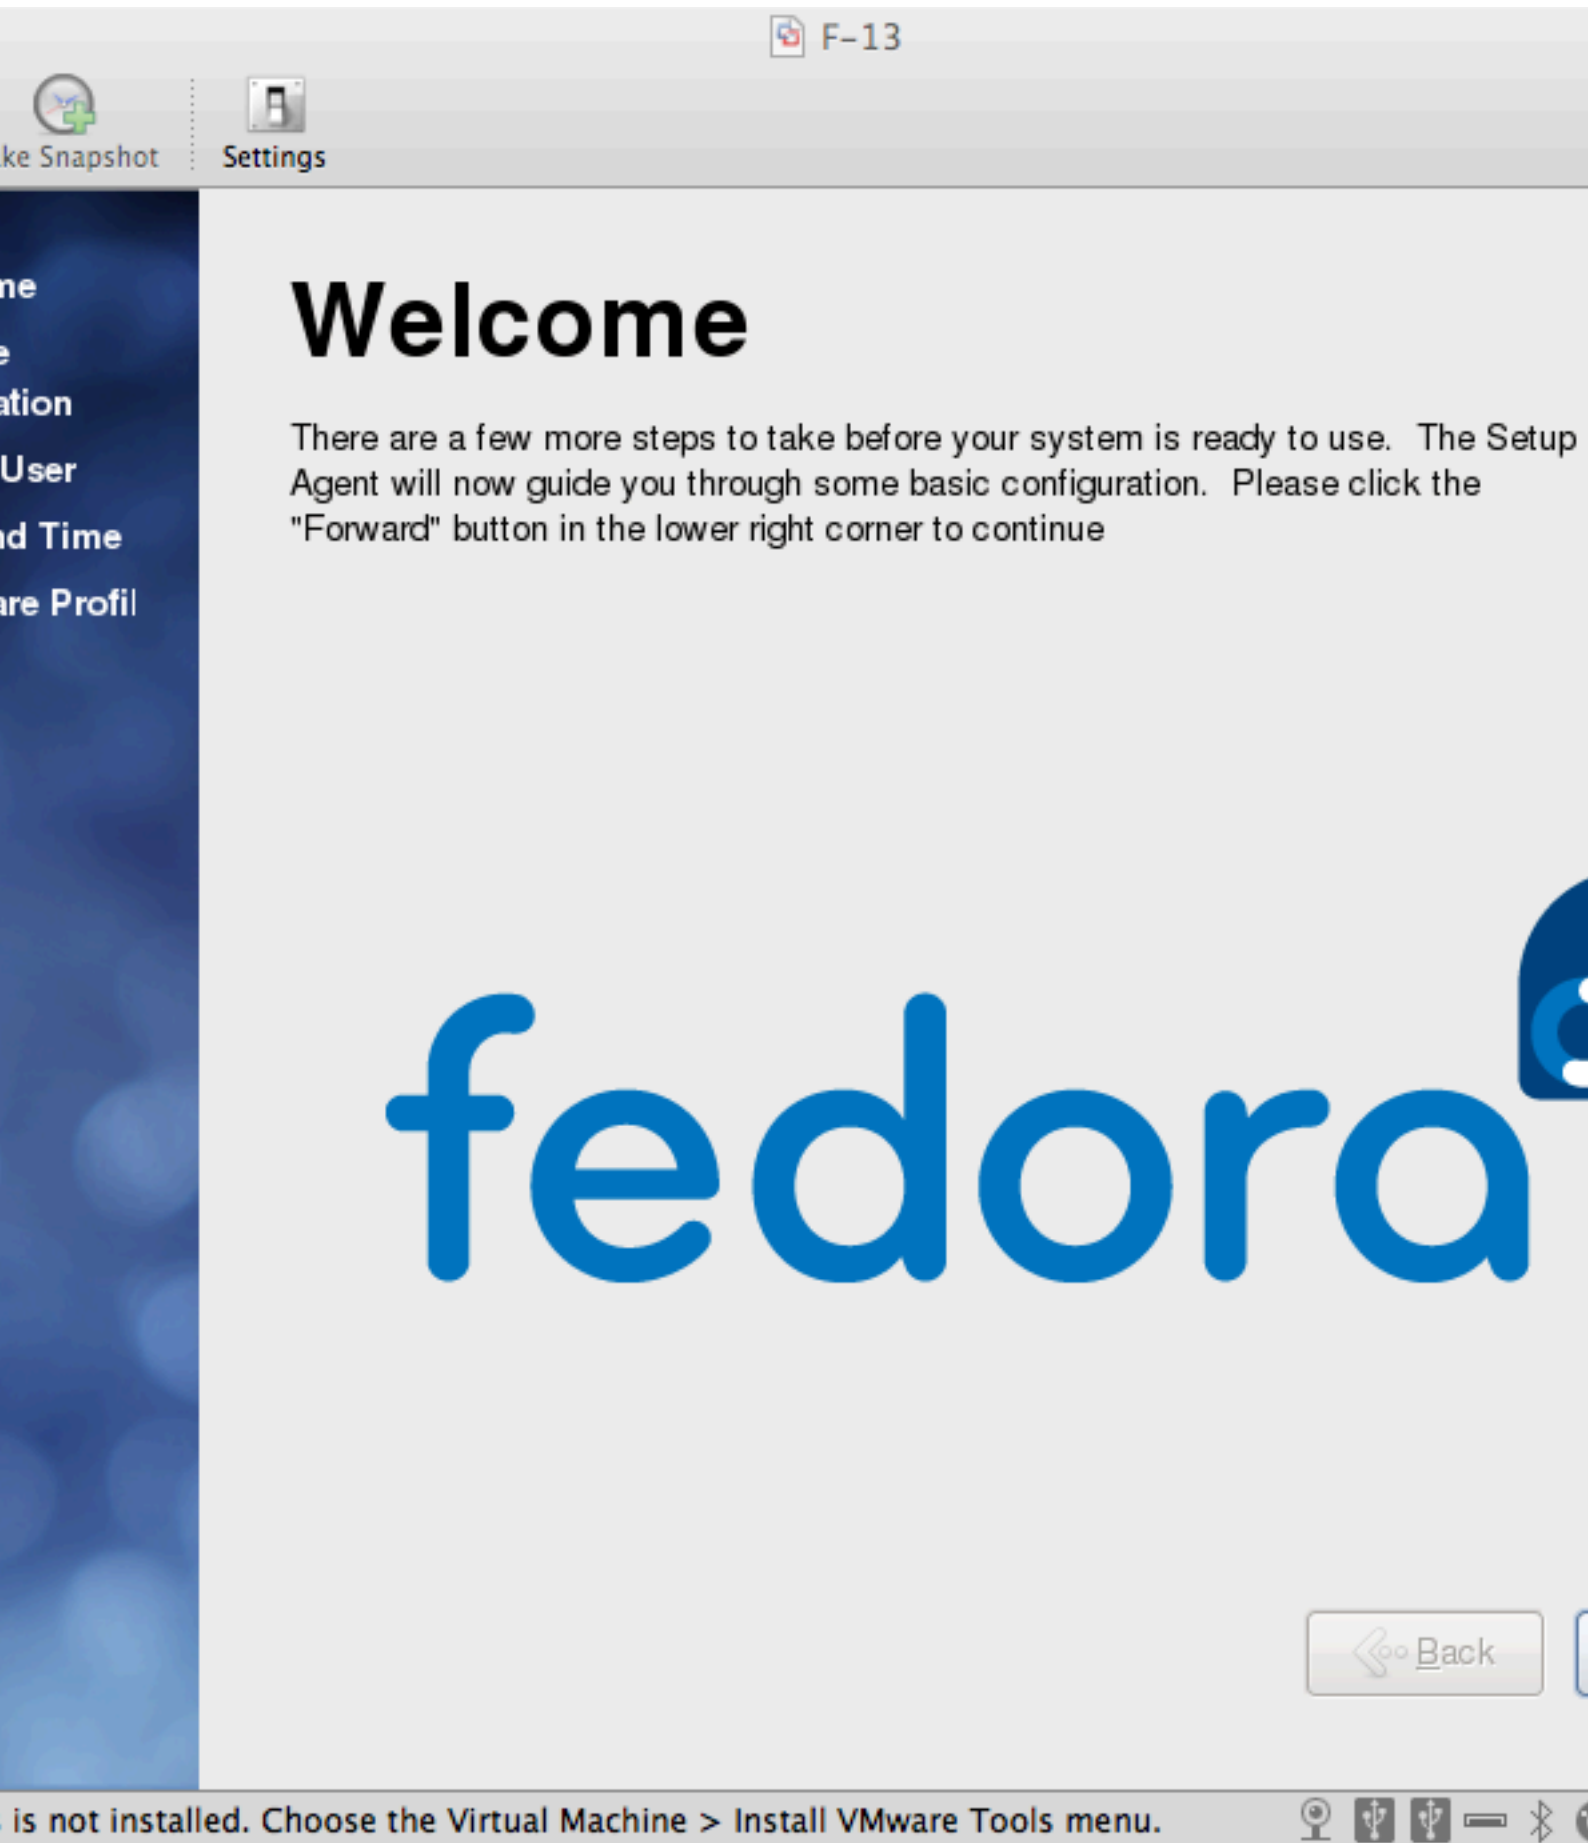 F-13
ke Snapshot
Settings
me
e
ation
User
nd Time
are Profil
Welcome
There are a few more steps to take before your system is ready to use. The Setup
Agent will now guide you through some basic configuration. Please click the
"Forward" button in the lower right corner to continue
fedora
Back
is not installed. Choose the Virtual Machine > Install VMware Tools menu.